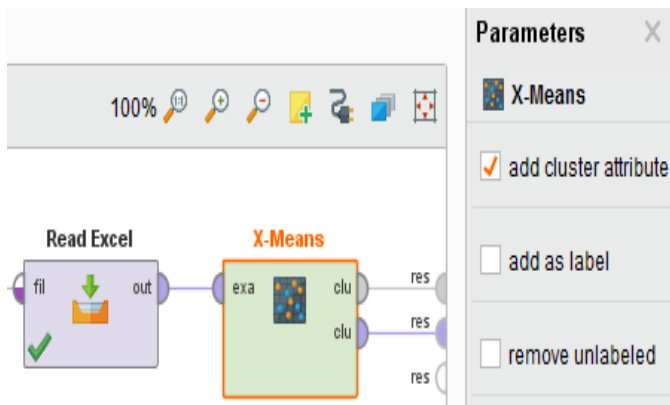 Parameters
X-Means
100%
add cluster attribute
Read Excel
X-Means
add as label
fil
out
exa
clu
res
clu
res
remove unlabeled
res